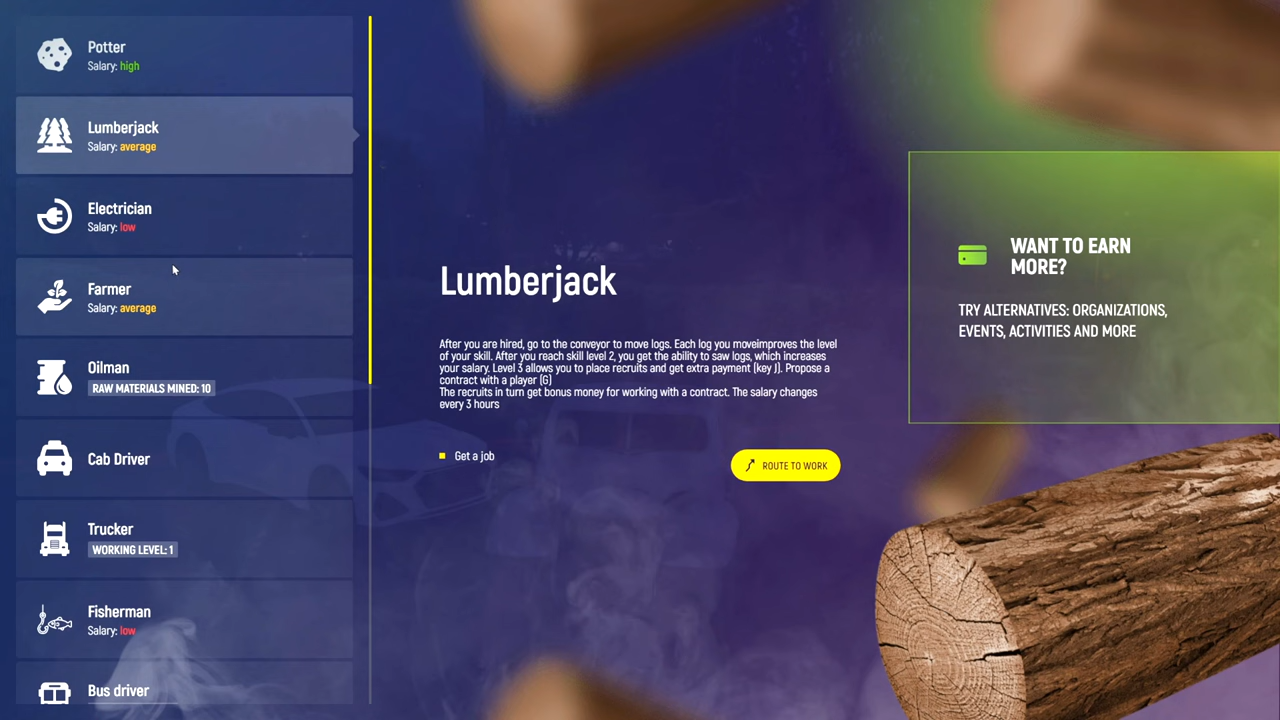 Potter
Salary: high
Lumberjack
Salary: average
Electrician
Salary: low
Farmer
Salary: average
Oilman
RAW MATERIALS MINED: 10
Cab Driver
Trucker
WORKING LEVEL: 1
Fisherman
Salary: low
Bus driver
Lumberjack
After you are hired, go to the conveyor to move logs. Each log you moveimproves the level
of your skill. After you reach skill level 2, you get the ability to saw logs, which increases
your salary. Level 3 allows you to place recruits and get extra payment (key J). Propose a
contract with a player (G)
The recruits in turn get bonus money for working with a contract. The salary changes
every 3 hours
Get a job
ROUTE TO WORK
WANT TO EARN
MORE?
TRY ALTERNATIVES: ORGANIZATIONS,
EVENTS, ACTIVITIES AND MORE